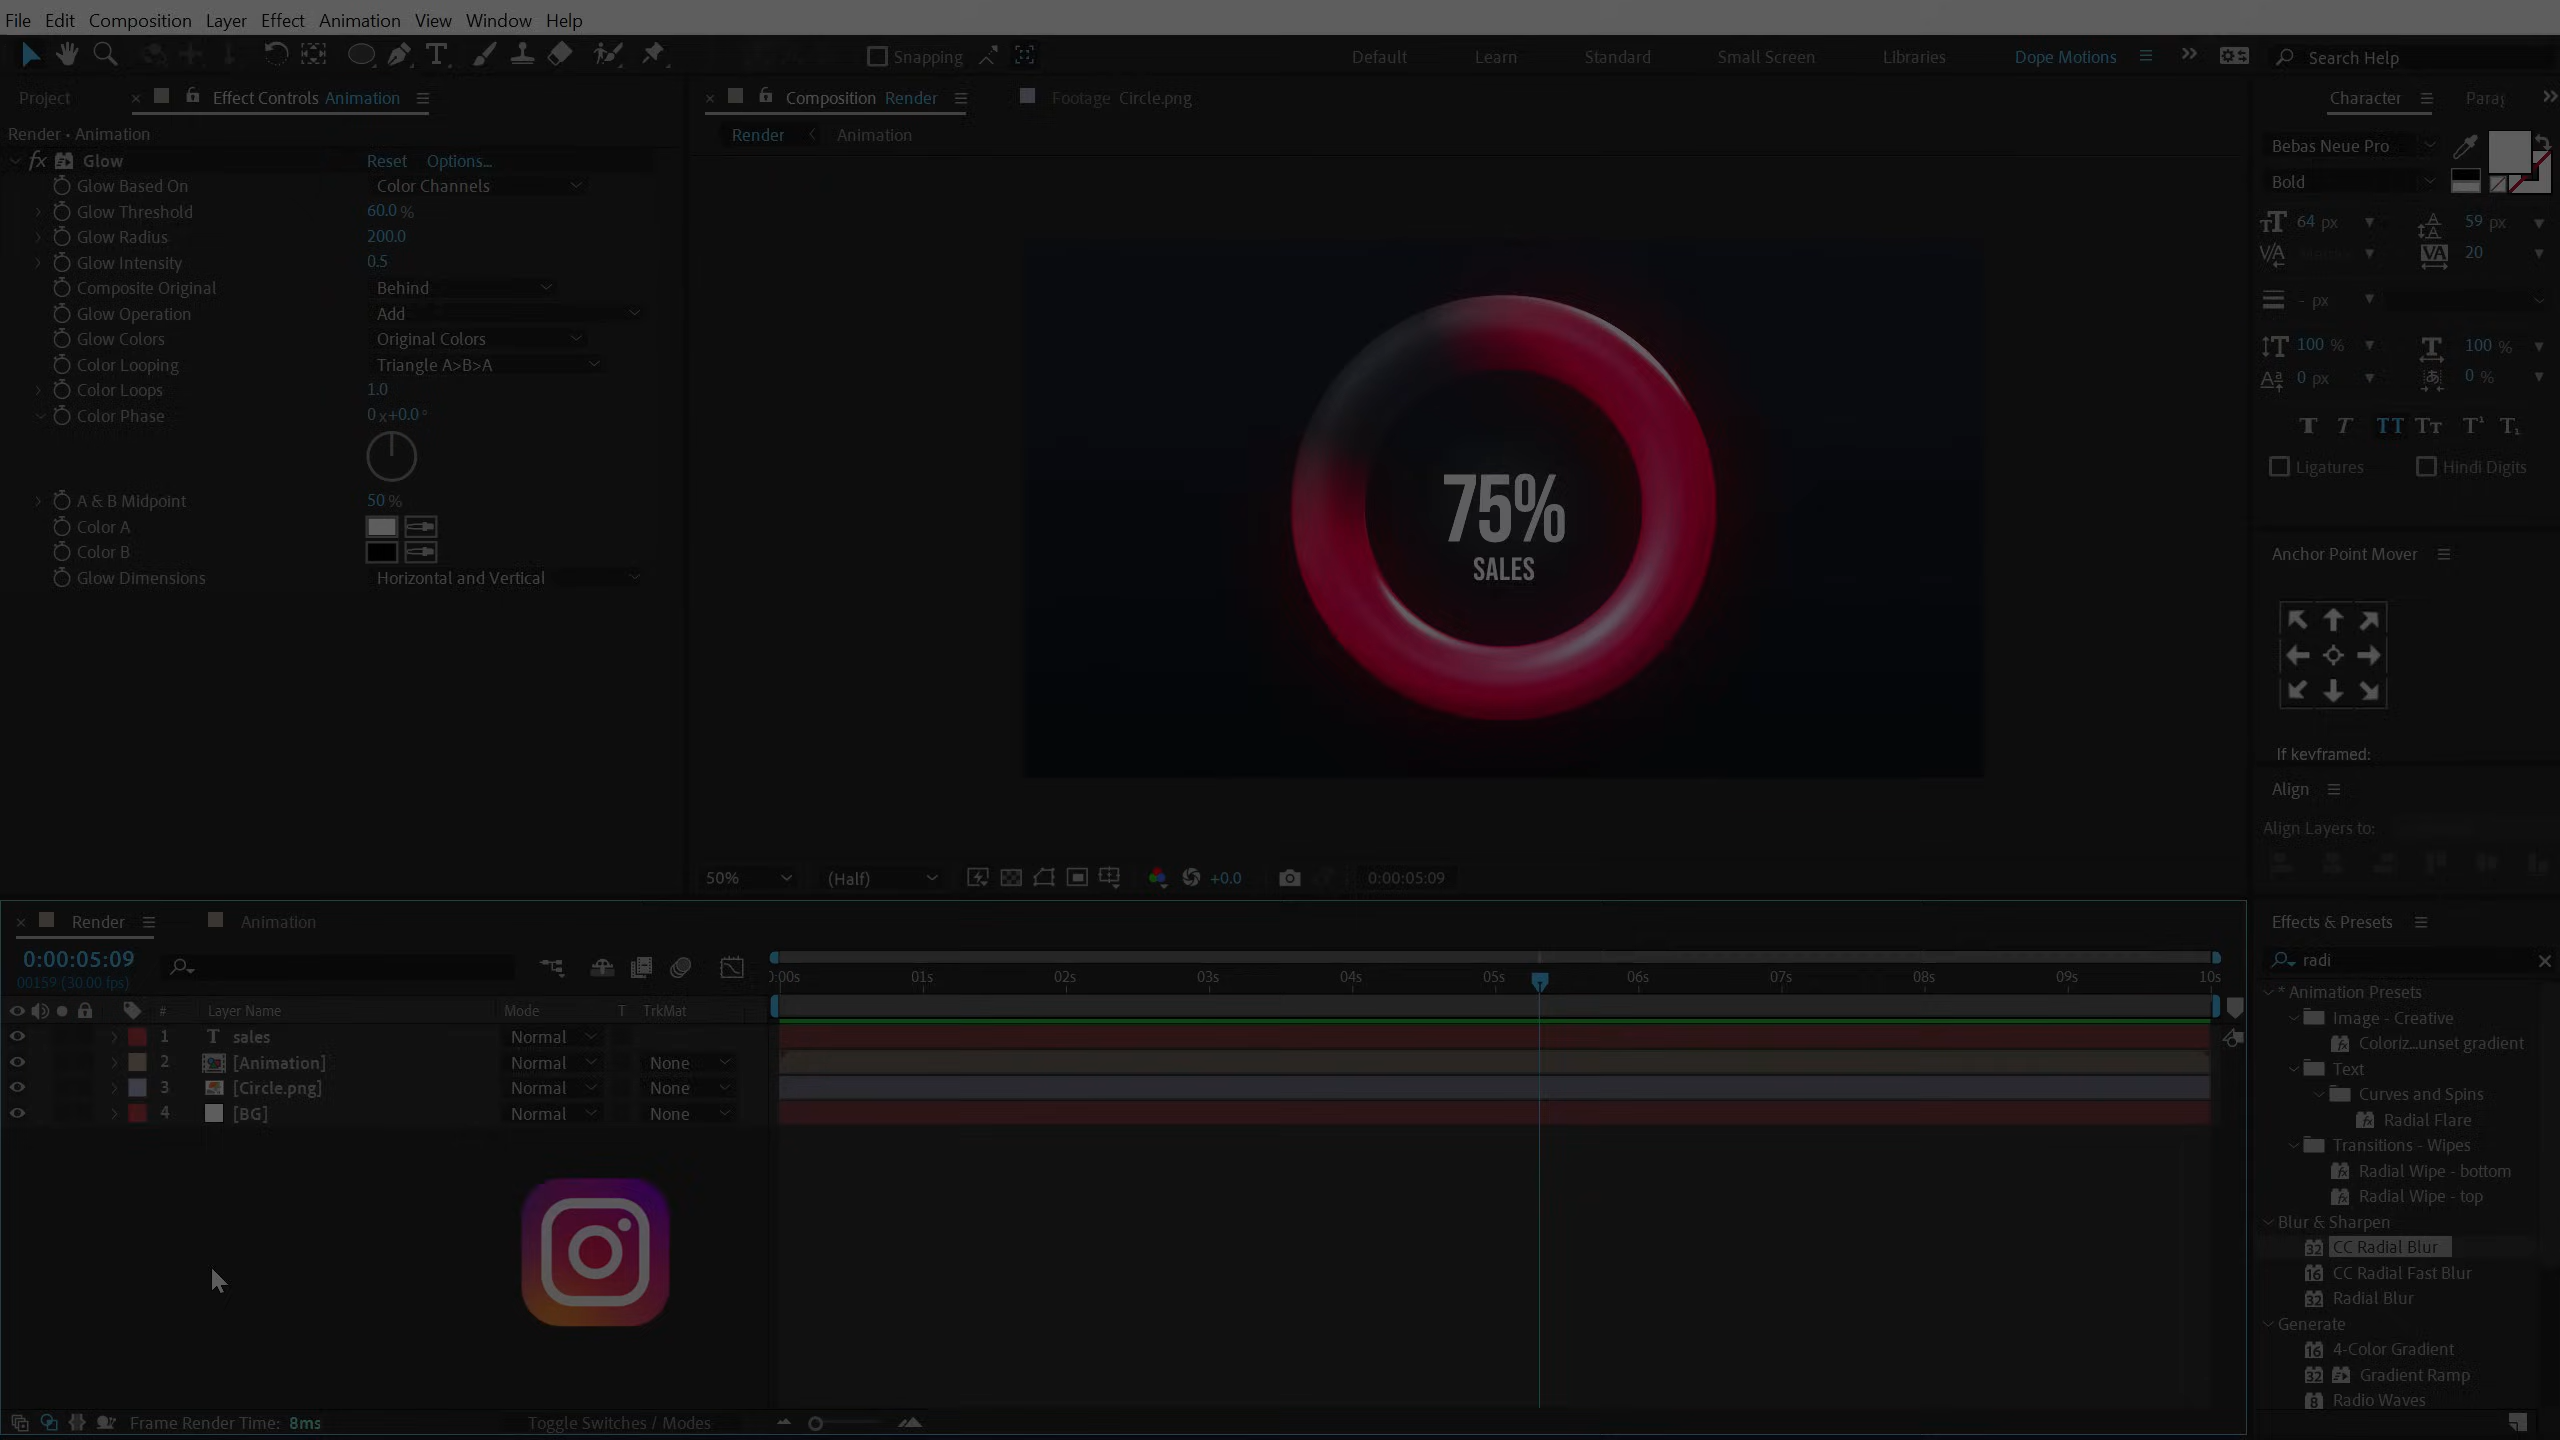 File Edit Composition Layer Effect Animation View Window Help
Snapping Default Learn Standard Small Screen Libraries Dope Motions Search Help
Project Effect Controls Animation
Composition Render Footage Circle.png
Character
Render • Animation
Render Animation
fx Glow Reset Options...
Glow Based On Color Channels
Glow Threshold 60.0 %
Glow Radius 200.0
Glow Intensity 0.5
Composite Original Behind
Glow Operation Add
Glow Colors Original Colors
Color Looping Triangle A>B>A
Color Loops 1.0
Color Phase 0 x+0.0 °
A & B Midpoint 50 %
Color A
Color B
Glow Dimensions Horizontal and Vertical
75%
SALES
50% (Half) +0.0 0:00:05:09
Bebas Neue Pro
Bold
64 px 59 px
20
- px
100 % 100 %
0 px 0 %
Ligatures Hindi Digits
Anchor Point Mover
If keyframed:
Align
Align Layers to:
Render Animation
0:00:05:09
00159 (30.00 fps)
0:00s 01s 02s 03s 04s 05s 06s 07s 08s 09s 10s
# Layer Name Mode T TrkMat
1 sales Normal
2 [Animation] Normal None
3 [Circle.png] Normal None
4 [BG] Normal None
Frame Render Time: 8ms Toggle Switches / Modes
Effects & Presets
radi
* Animation Presets
Image - Creative
Coloriz...unset gradient
Text
Curves and Spins
Radial Flare
Transitions - Wipes
Radial Wipe - bottom
Radial Wipe - top
Blur & Sharpen
CC Radial Blur
CC Radial Fast Blur
Radial Blur
Generate
4-Color Gradient
Gradient Ramp
Radio Waves